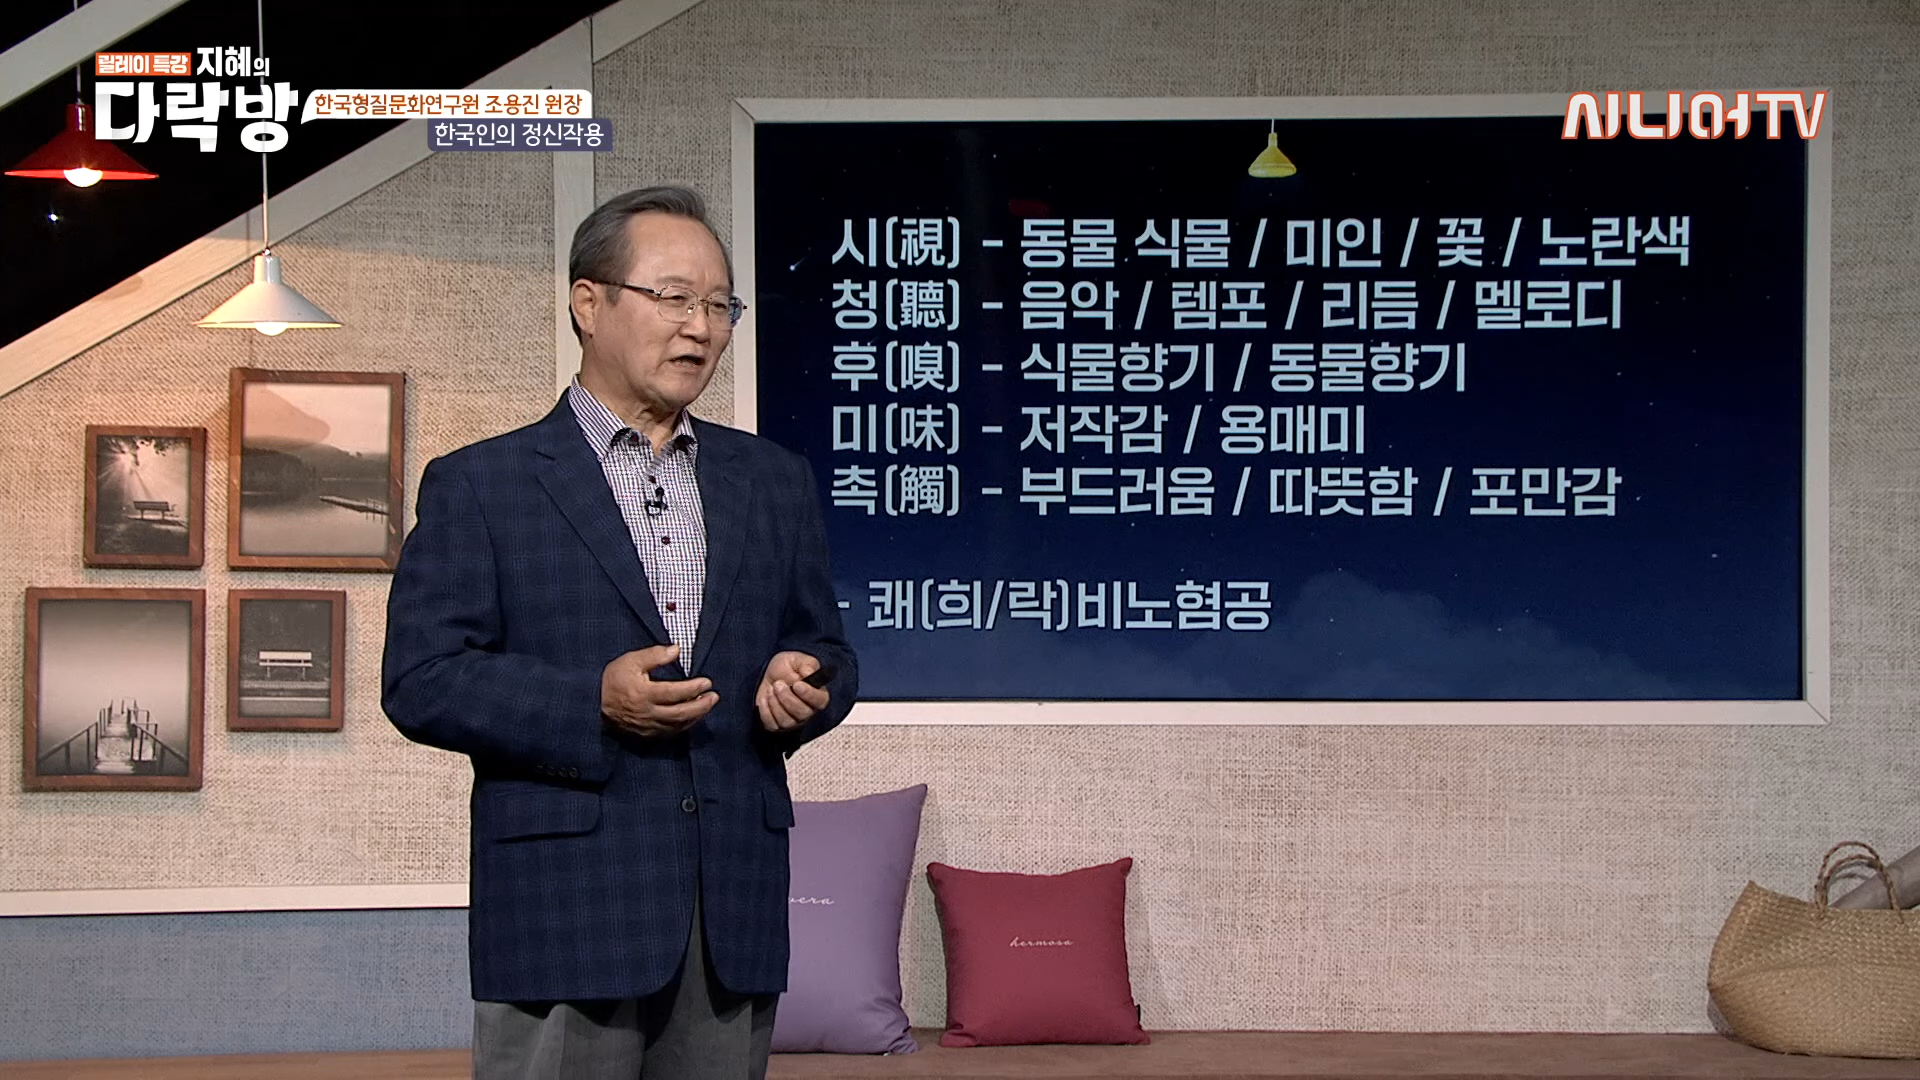 릴레이 특강 지혜의
다락방
한국형질문화연구원 조용진 원장
한국인의 정신작용
시니어TV
시(視) - 동물 식물 / 미인 / 꽃 / 노란색
청(聽) - 음악 / 템포 / 리듬 / 멜로디
후(嗅) - 식물향기 / 동물향기
미(味) - 저작감 / 용매미
촉(觸) - 부드러움 / 따뜻함 / 포만감
- 쾌(희/락)비노혐공
hermosa